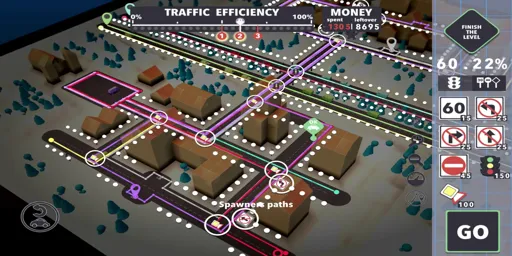 TRAFFIC EFFICIENCY
MONEY
0%
100%
spent
leftover
1305
8695
1 2 3
FINISH
THE
LEVEL
60.22%
60
15
25
25
25
45
150
100
Spawners paths
GO